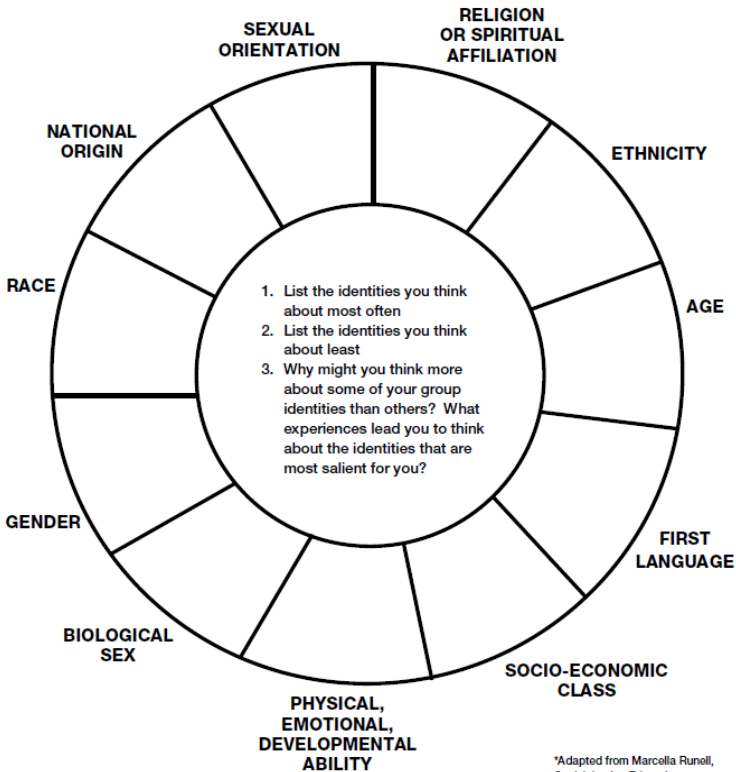 SEXUAL
ORIENTATION
RELIGION
OR SPIRITUAL
AFFILIATION
NATIONAL
ORIGIN
ETHNICITY
RACE
AGE
1. List the identities you think
about most often
2. List the identities you think
about least
3. Why might you think more
about some of your group
identities than others? What
experiences lead you to think
about the identities that are
most salient for you?
GENDER
FIRST
LANGUAGE
BIOLOGICAL
SEX
SOCIO-ECONOMIC
CLASS
PHYSICAL,
EMOTIONAL,
DEVELOPMENTAL
ABILITY
*Adapted from Marcella Runell,